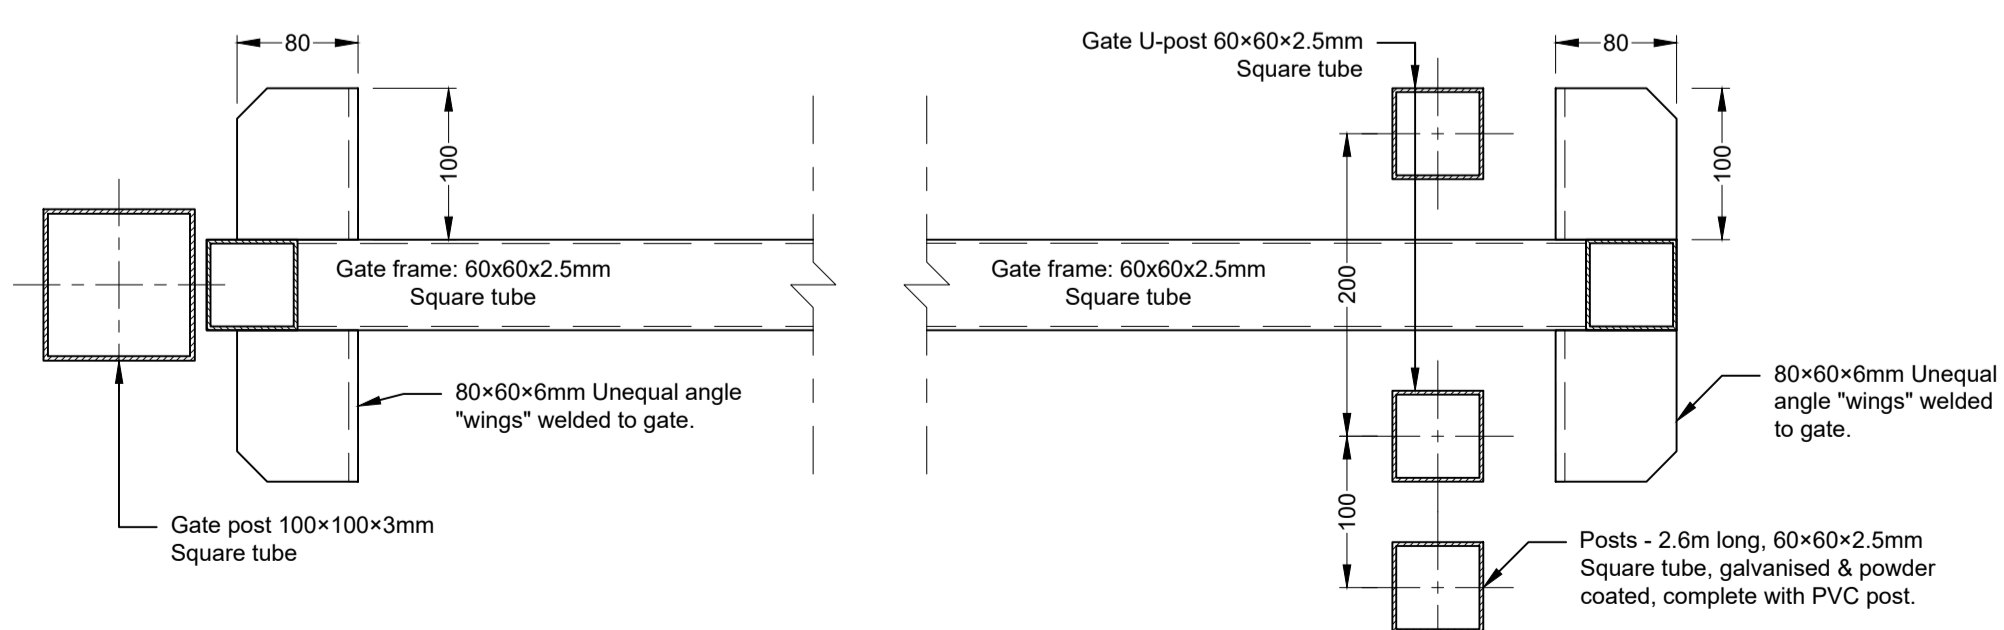 80
Gate U-post 60×60×2.5mm
Square tube
80
100
100
Gate frame: 60x60x2.5mm
Square tube
Gate frame: 60x60x2.5mm
Square tube
200
80×60×6mm Unequal angle
"wings" welded to gate.
80×60×6mm Unequal
angle "wings" welded
to gate.
100
Gate post 100×100×3mm
Square tube
Posts - 2.6m long, 60×60×2.5mm
Square tube, galvanised & powder
coated, complete with PVC post.